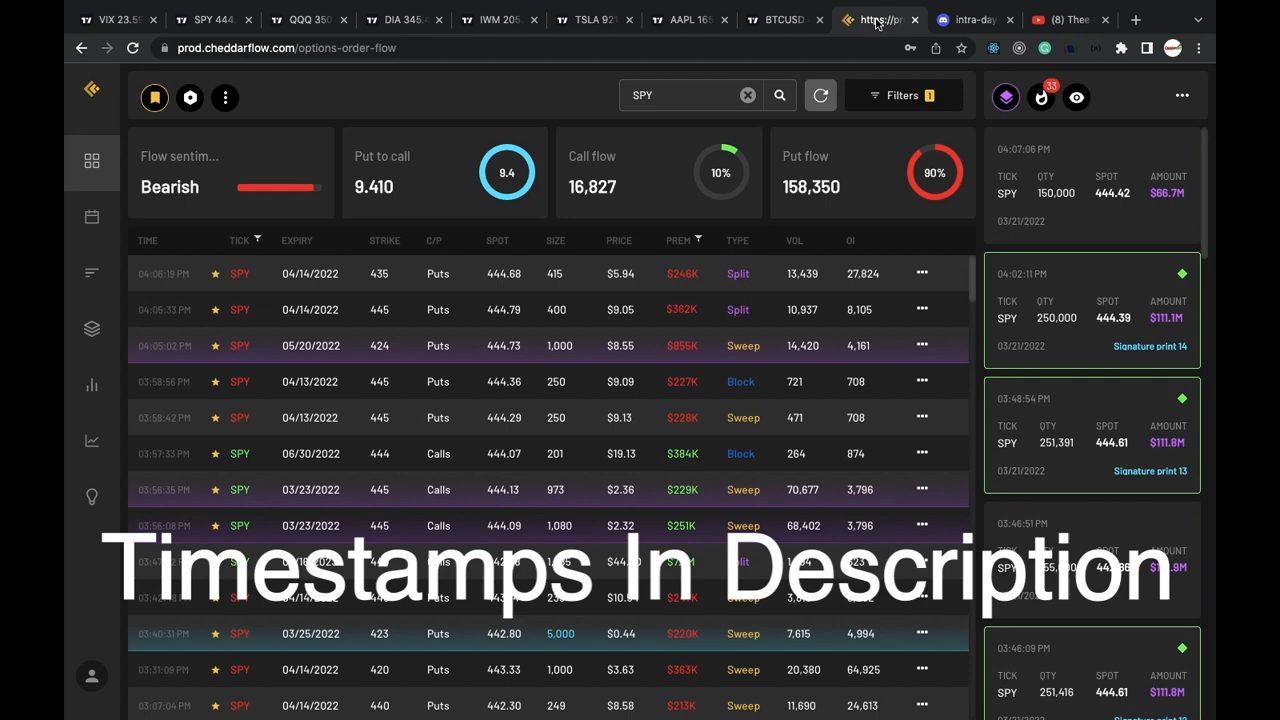 VIX 23.5 SPY 444. QQQ 350 DIA 345.4 IWM 205. TSLA 921 AAPL 165 BTCUSD https://pr intra-day (6) Thee
prod.cheddarflow.com/options-order-flow
SPY Filters 1 33
Flow sentim... Put to call Call flow Put flow
Bearish 9.410 9.4 16,827 10% 158,350 90%
TIME TICK EXPIRY STRIKE C/P SPOT SIZE PRICE PREM TYPE VOL OI
04:06:19 PM SPY 04/14/2022 435 Puts 444.68 415 $5.94 $246K Split 13,439 27,824
04:05:33 PM SPY 04/14/2022 445 Puts 444.79 400 $9.05 $362K Split 10,937 8,105
04:05:02 PM SPY 05/20/2022 424 Puts 444.73 1,000 $8.55 $855K Sweep 14,420 4,161
03:58:56 PM SPY 04/13/2022 445 Puts 444.36 250 $9.09 $227K Block 721 708
03:58:42 PM SPY 04/13/2022 445 Puts 444.29 250 $9.13 $228K Sweep 471 708
03:57:33 PM SPY 06/30/2022 444 Calls 444.07 201 $19.13 $384K Block 264 874
03:56:35 PM SPY 03/23/2022 445 Calls 444.13 973 $2.36 $229K Sweep 70,677 3,796
03:56:08 PM SPY 03/23/2022 445 Calls 444.09 1,080 $2.32 $251K Sweep 68,402 3,796
Timestamps In Description
03:40:31 PM SPY 03/25/2022 423 Puts 442.80 5,000 $0.44 $220K Sweep 7,615 4,994
03:31:09 PM SPY 04/14/2022 420 Puts 443.33 1,000 $3.63 $363K Sweep 20,380 64,925
03:07:04 PM SPY 04/14/2022 440 Puts 442.30 249 $8.58 $213K Sweep 11,690 24,613
04:07:06 PM
TICK QTY SPOT AMOUNT
SPY 150,000 444.42 $66.7M
03/21/2022
04:02:11 PM
TICK QTY SPOT AMOUNT
SPY 250,000 444.39 $111.1M
03/21/2022 Signature print 14
03:48:54 PM
TICK QTY SPOT AMOUNT
SPY 251,391 444.61 $111.8M
03/21/2022 Signature print 13
03:46:51 PM
TICK QTY SPOT AMOUNT
03:46:09 PM
TICK QTY SPOT AMOUNT
SPY 251,416 444.61 $111.8M